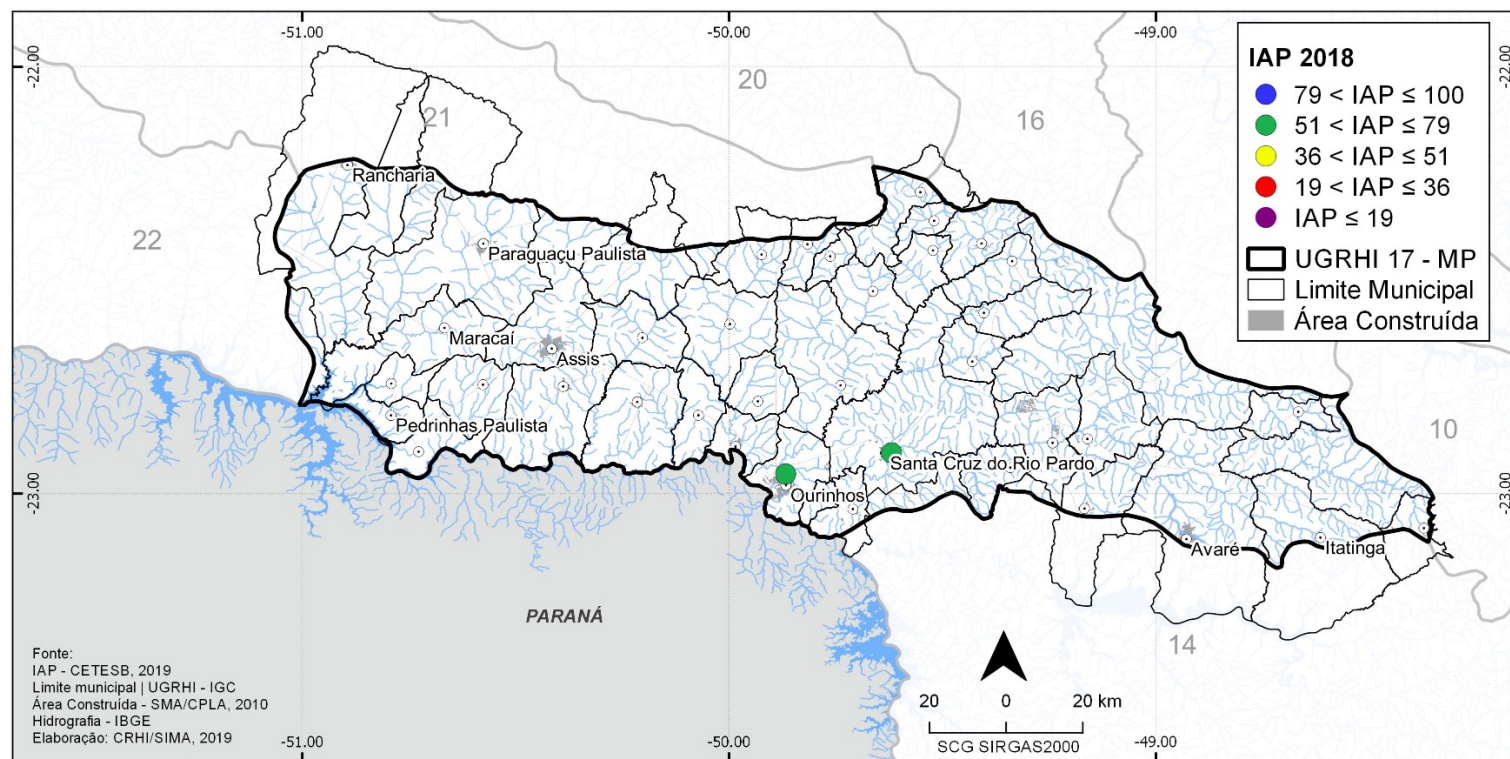 -51.00
-50.00
-49.00
-22.00
-22.00
20
21
16
22
10
14
IAP 2018
79 < IAP ≤ 100
51 < IAP ≤ 79
36 < IAP ≤ 51
19 < IAP ≤ 36
IAP ≤ 19
UGRHI 17 - MP
Limite Municipal
Área Construída
Rancharia
Paraguaçu Paulista
Maracaí
Assis
Pedrinhas Paulista
Santa Cruz do Rio Pardo
Ourinhos
Avaré
Itatinga
-23.00
-23.00
PARANÁ
Fonte:
IAP - CETESB, 2019
Limite municipal | UGRHI - IGC
Área Construída - SMA/CPLA, 2010
Hidrografia - IBGE
Elaboração: CRHI/SIMA, 2019
20 0 20 km
SCG SIRGAS2000
-51.00
-50.00
-49.00